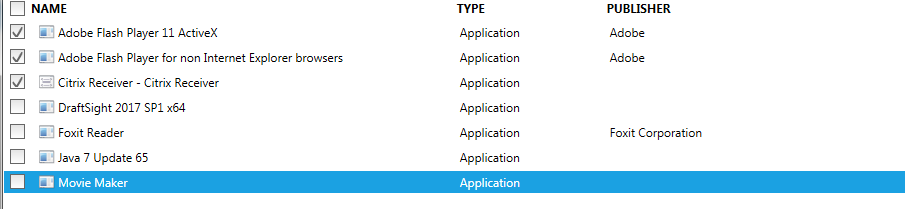 NAME TYPE PUBLISHER
Adobe Flash Player 11 ActiveX Application Adobe
Adobe Flash Player for non Internet Explorer browsers Application Adobe
Citrix Receiver - Citrix Receiver Application
DraftSight 2017 SP1 x64 Application
Foxit Reader Application Foxit Corporation
Java 7 Update 65 Application
Movie Maker Application